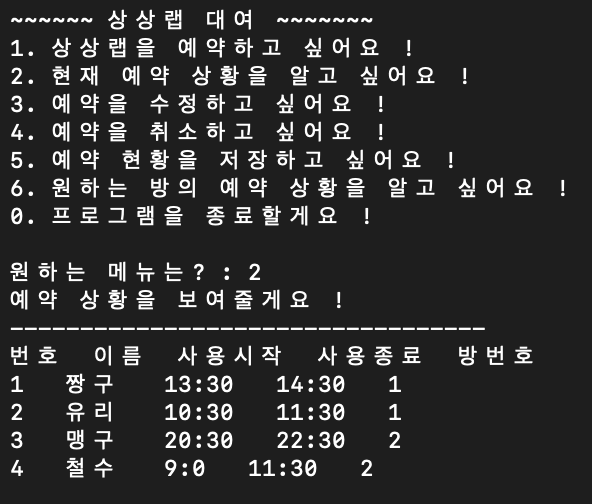 ~~~~~~ 상상랩 대여 ~~~~~~~
1. 상상랩을 예약하고 싶어요 !
2. 현재 예약 상황을 알고 싶어요 !
3. 예약을 수정하고 싶어요 !
4. 예약을 취소하고 싶어요 !
5. 예약 현황을 저장하고 싶어요 !
6. 원하는 방의 예약 상황을 알고 싶어요 !
0. 프로그램을 종료할게요 !
원하는 메뉴는? : 2
예약 상황을 보여줄게요 !
----------------------------------
번호 이름 사용시작 사용종료 방번호
1 짱구 13:30 14:30 1
2 유리 10:30 11:30 1
3 맹구 20:30 22:30 2
4 철수 9:0 11:30 2